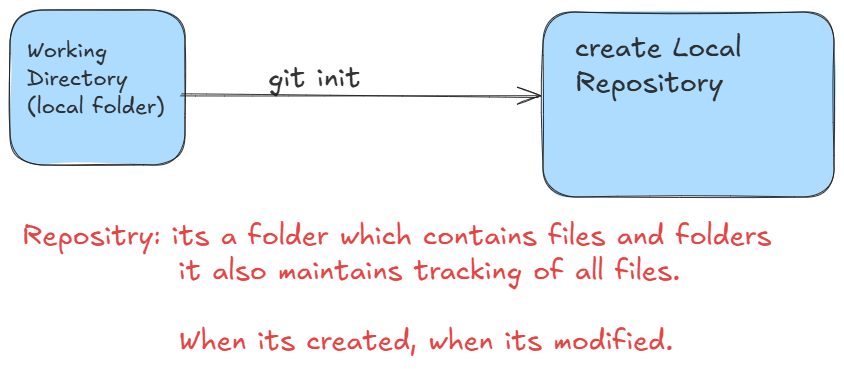 Working
Directory
(local folder)
git init
create Local
Repository
Repositry: its a folder which contains files and folders
it also maintains tracking of all files.
When its created, when its modified.